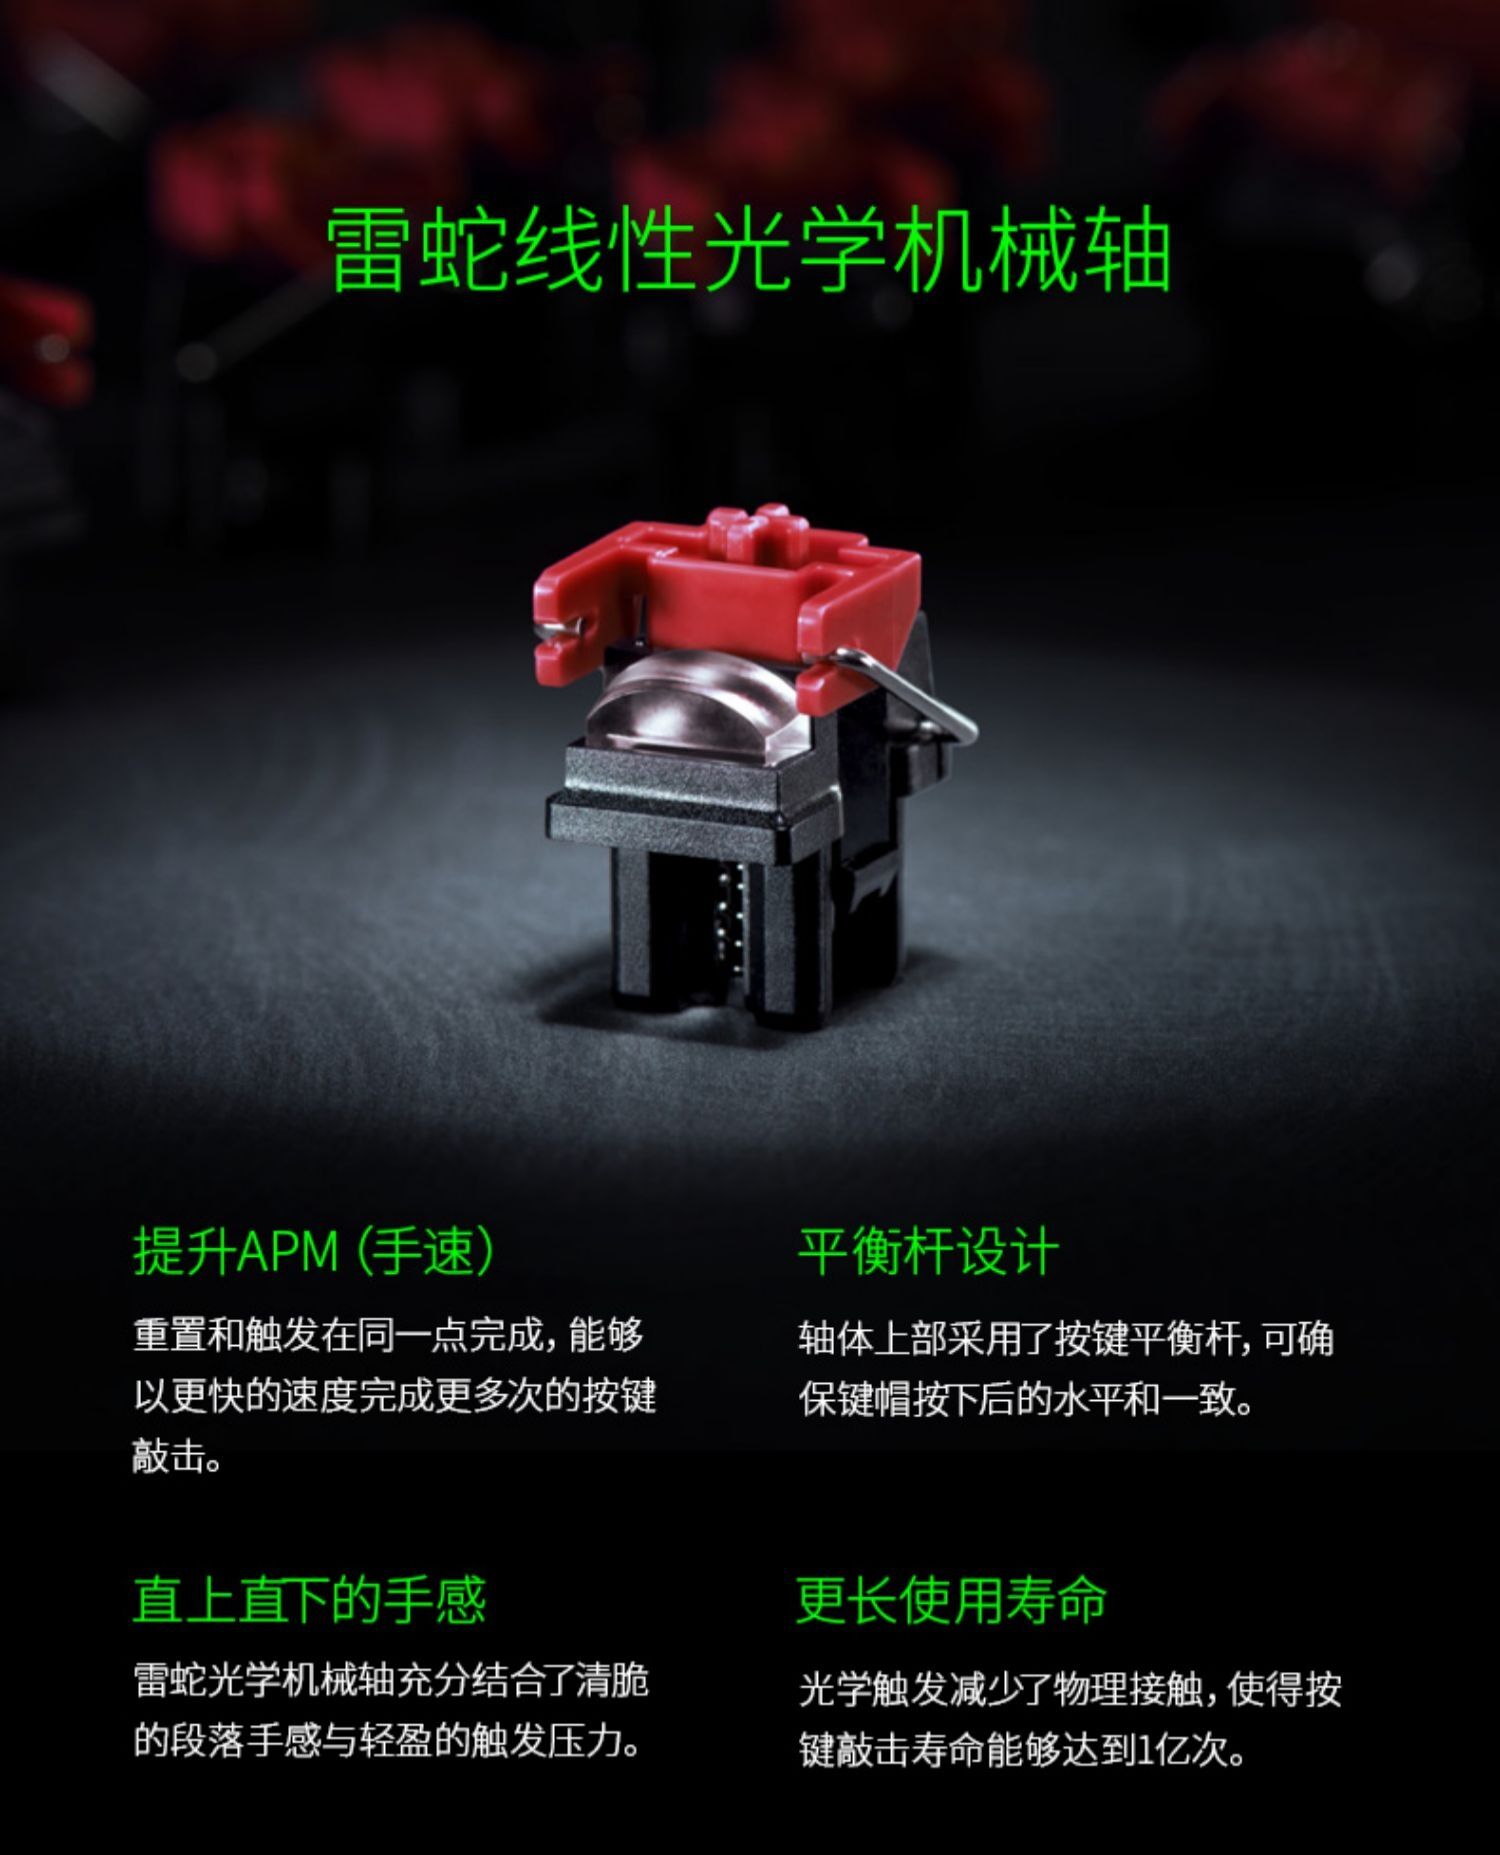 雷蛇线性光学机械轴
提升APM（手速）
重置和触发在同一点完成，能够
以更快的速度完成更多次的按键
敲击。
平衡杆设计
轴体上部采用了按键平衡杆，可确
保键帽按下后的水平和一致。
直上直下的手感
雷蛇光学机械轴充分结合了清脆
的段落手感与轻盈的触发压力。
更长使用寿命
光学触发减少了物理接触，使得按
键敲击寿命能够达到1亿次。